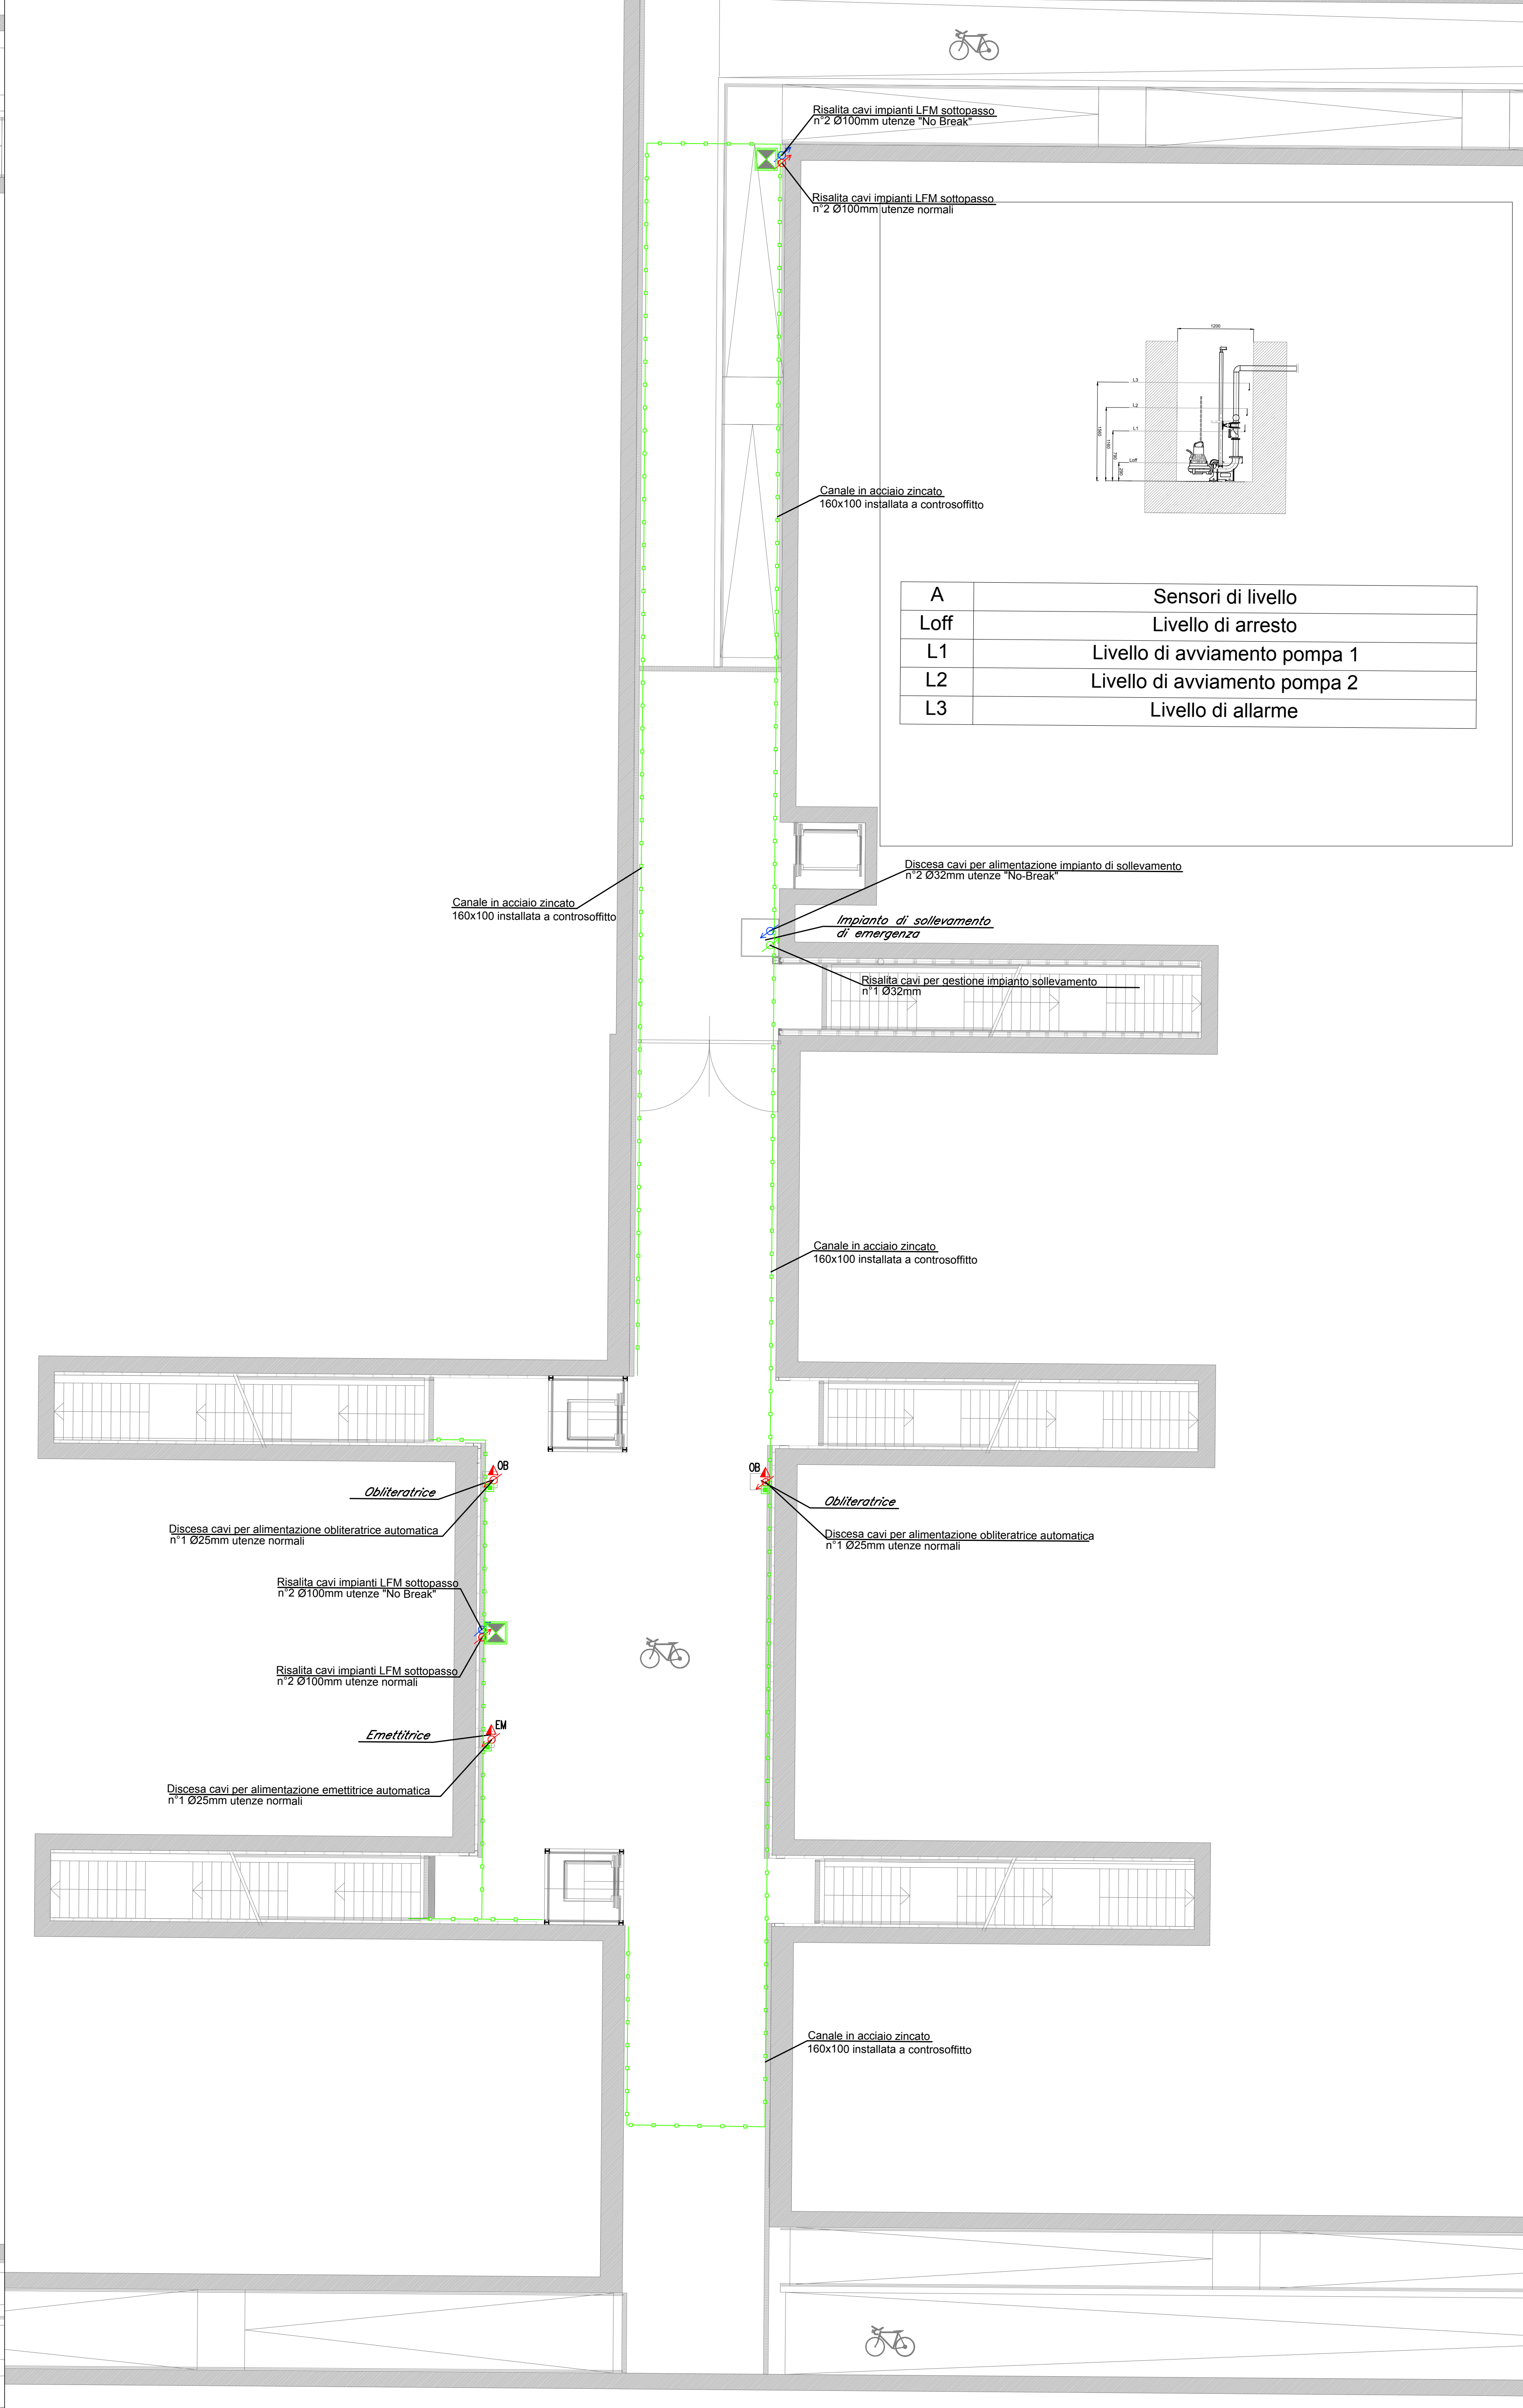 Risalita cavi impianti LFM sottopasso
n°2 Ø100mm utenze "No Break"
Risalita cavi impianti LFM sottopasso
n°2 Ø100mm utenze normali
1200
L3
L2
L1
Loff
Canale in acciaio zincato
160x100 installata a controsoffitto
A Sensori di livello
Loff Livello di arresto
L1 Livello di avviamento pompa 1
L2 Livello di avviamento pompa 2
L3 Livello di allarme
Discesa cavi per alimentazione impianto di sollevamento
n°2 Ø32mm utenze "No-Break"
Canale in acciaio zincato
160x100 installata a controsoffitto
Impianto di sollevamento
di emergenza
Risalita cavi per gestione impianto sollevamento
n°1 Ø32mm
Canale in acciaio zincato
160x100 installata a controsoffitto
OB
OB
Obliteratrice
Obliteratrice
Discesa cavi per alimentazione obliteratrice automatica
n°1 Ø25mm utenze normali
Discesa cavi per alimentazione obliteratrice automatica
n°1 Ø25mm utenze normali
Risalita cavi impianti LFM sottopasso
n°2 Ø100mm utenze "No Break"
Risalita cavi impianti LFM sottopasso
n°2 Ø100mm utenze normali
EM
Emettitrice
Discesa cavi per alimentazione emettitrice automatica
n°1 Ø25mm utenze normali
Canale in acciaio zincato
160x100 installata a controsoffitto